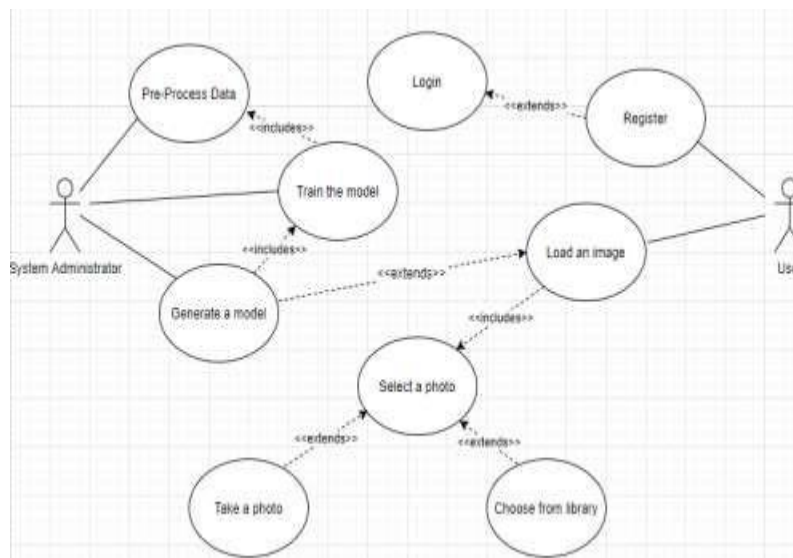 Login
Pre-Process Data
<<extends>>
Register
<<includes>>
Train the model
<<includes>>
Load an image
System Administrator
<<extends>>
Use
Generate a model
<<includes>>
Select a photo
<<extends>>
<<extends>>
Take a photo
Choose from library